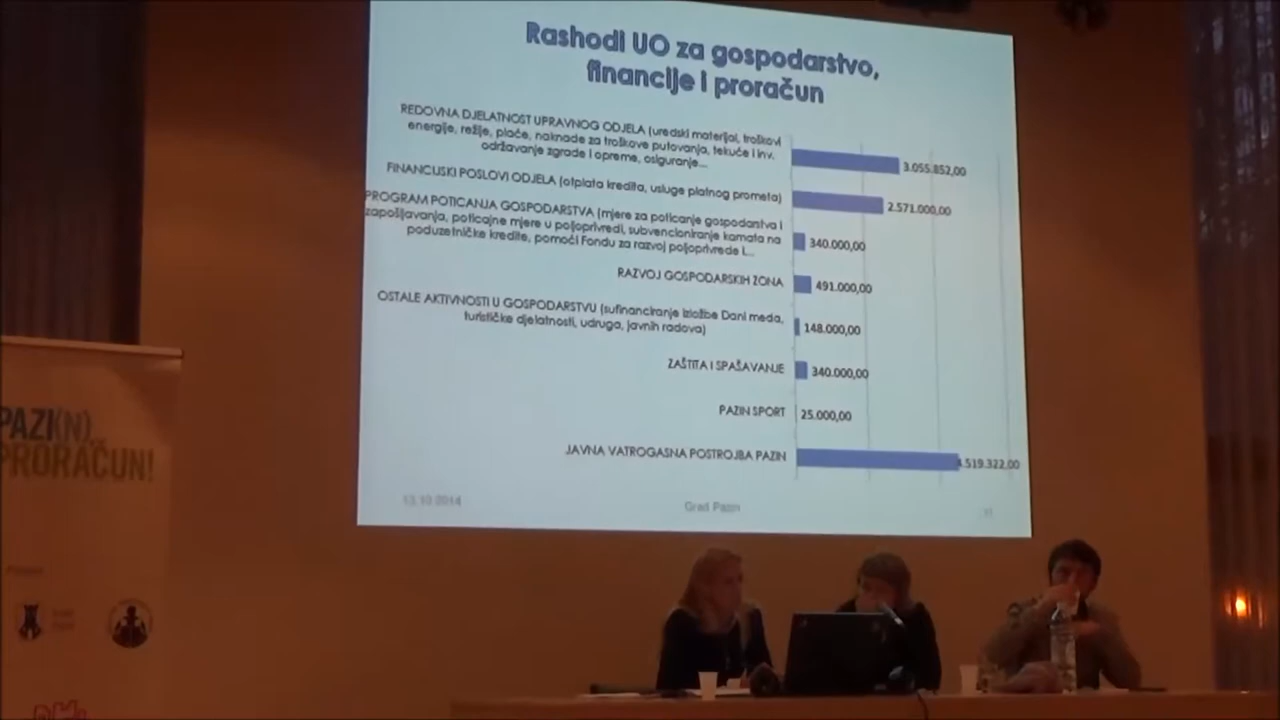 Rashodi UO za gospodarstvo,
financije i proračun
REDOVNA DJELATNOST UPRAVNOG ODJELA (uredski materijal, troškovi
energije, režije, plaće, naknade za troškove putovanja, tekuće i inv.
održavanje zgrade i opreme, osiguranje...
3.055.852,00
FINANCIJSKI POSLOVI ODJELA (otplata kredita, usluge platnog prometa)
2.571.000,00
PROGRAM POTICANJA GOSPODARSTVA (mjere za poticanje gospodarstva i
zapošljavanja, poticajne mjere u poljoprivredi, subvencioniranje kamata na
poduzetničke kredite, pomoći Fondu za razvoj poljoprivrede i...
340.000,00
RAZVOJ GOSPODARSKIH ZONA
491.000,00
OSTALE AKTIVNOSTI U GOSPODARSTVU (sufinanciranje izložbe Dani meda,
turističke djelatnosti, udruga, javnih radova)
148.000,00
ZAŠTITA I SPAŠAVANJE
340.000,00
PAZIN SPORT
25.000,00
JAVNA VATROGASNA POSTROJBA PAZIN
4.519.322,00
13.10.2014
Grad Pazin
PAZI(N)
PRORAČUN!